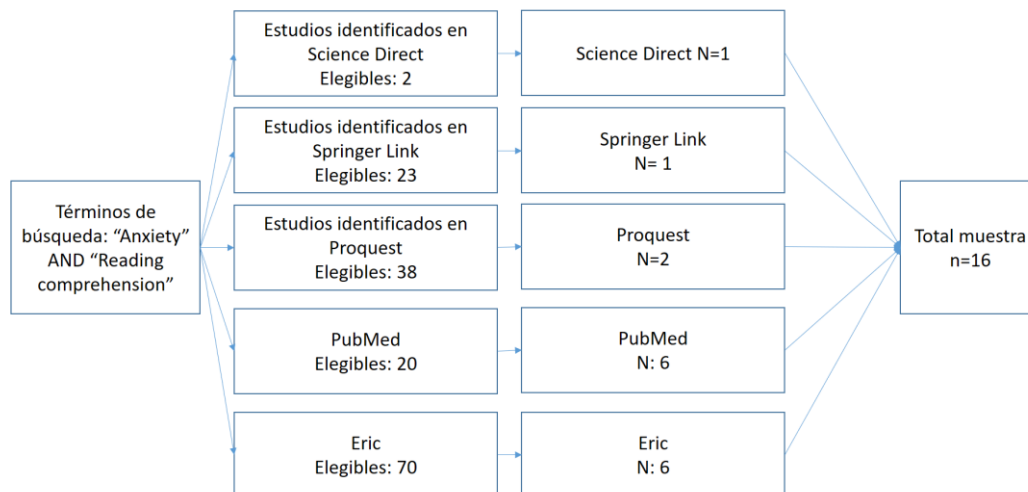 Términos de
búsqueda: “Anxiety”
AND “Reading
comprehension”
Estudios identificados en
Science Direct
Elegibles: 2
Science Direct N=1
Estudios identificados en
Springer Link
Elegibles: 23
Springer Link
N= 1
Estudios identificados en
Proquest
Elegibles: 38
Proquest
N=2
PubMed
Elegibles: 20
PubMed
N: 6
Eric
Elegibles: 70
Eric
N: 6
Total muestra
n=16